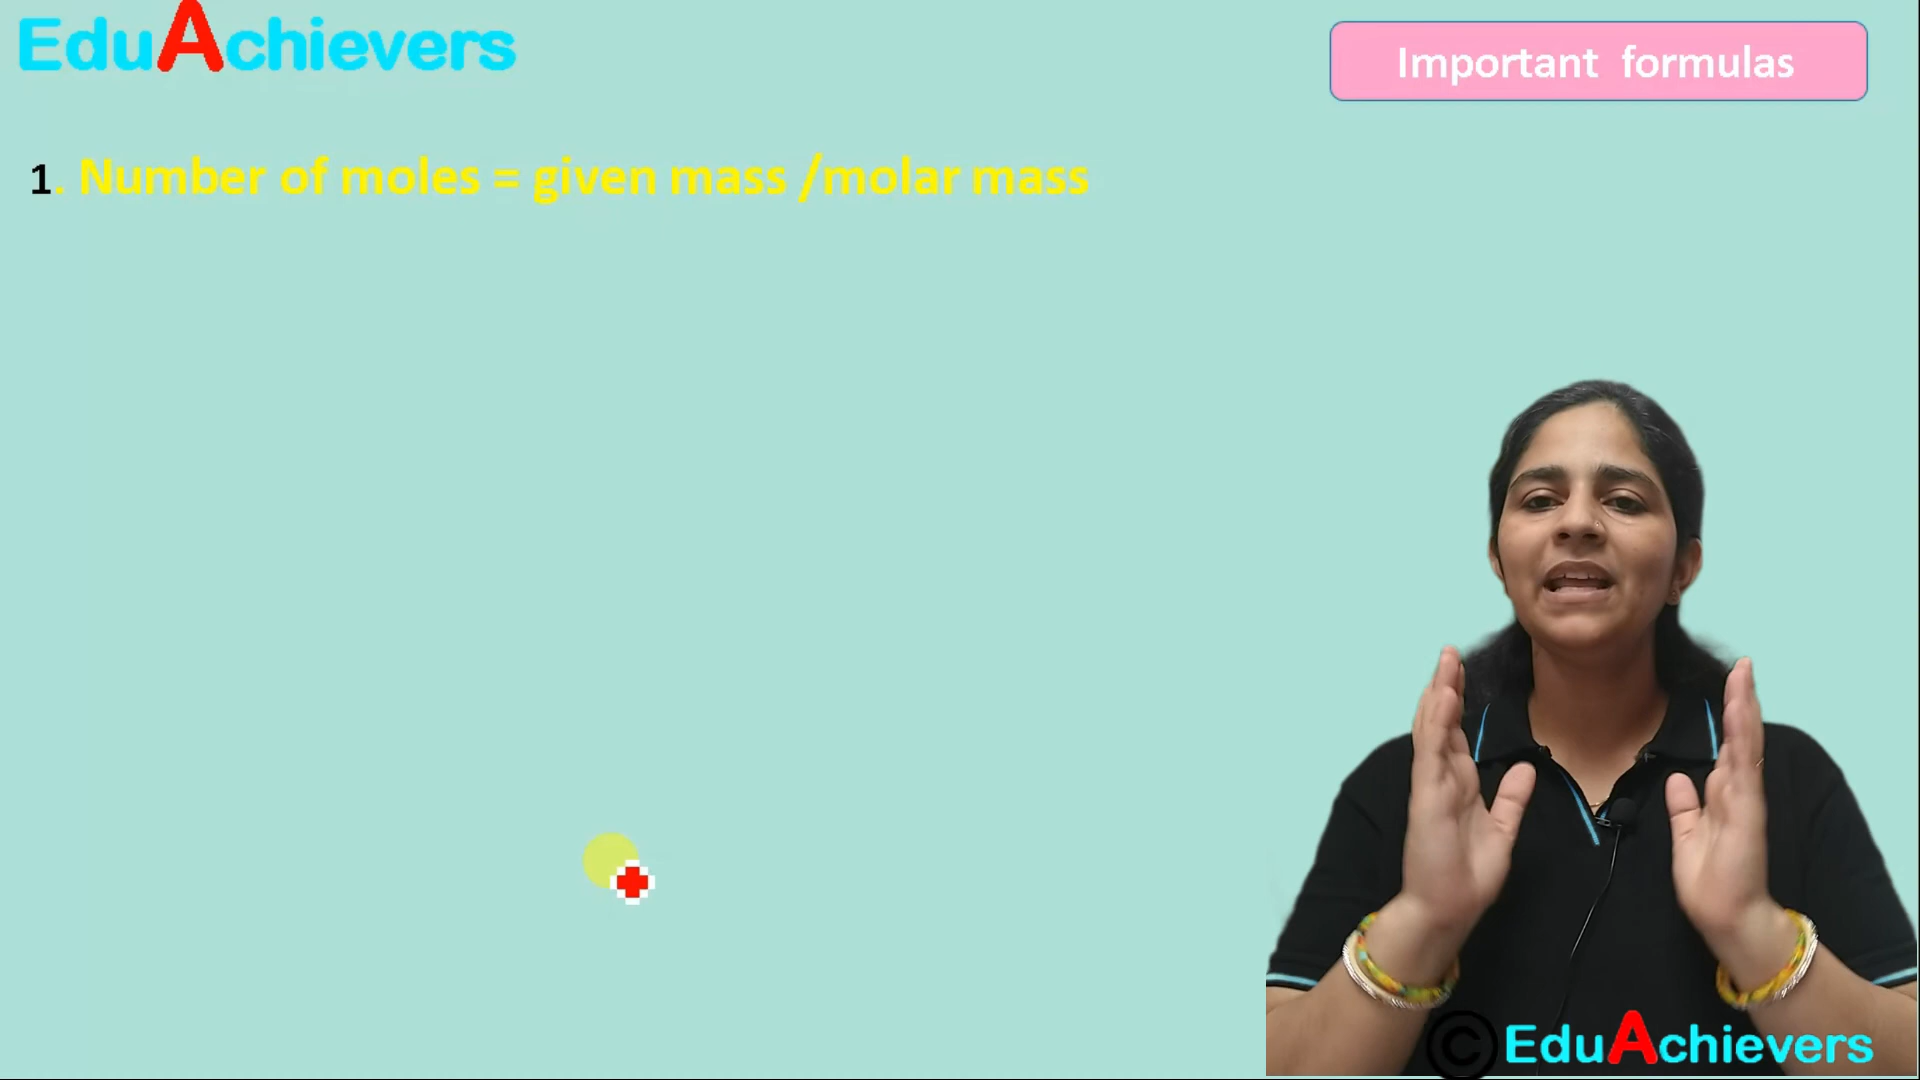 EduAchievers
Important formulas
1. Number of moles = given mass /molar mass
© EduAchievers